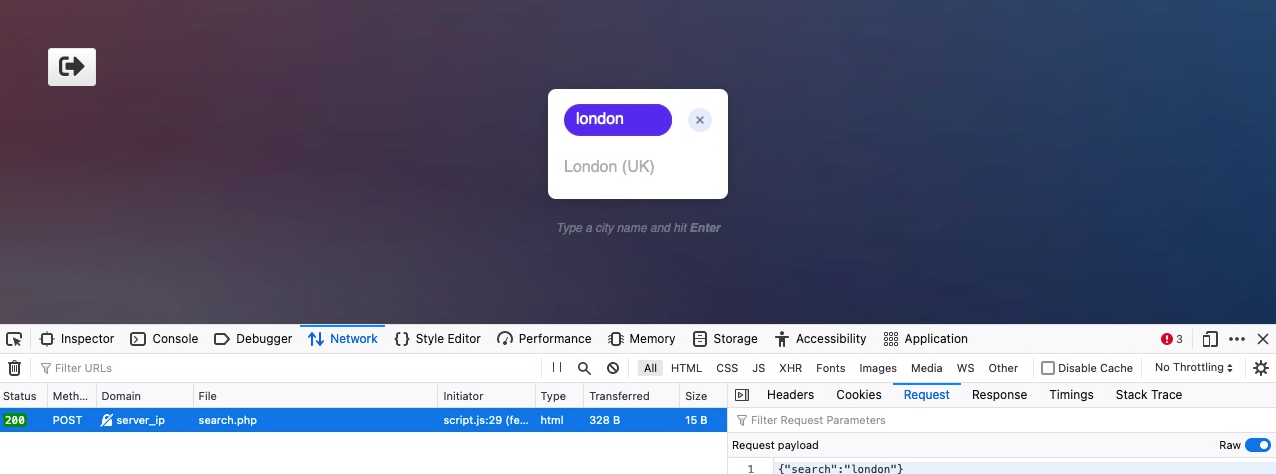 london
London (UK)
Type a city name and hit Enter
Inspector Console Debugger Network Style Editor Performance Memory Storage Accessibility Application 3
Filter URLs All HTML CSS JS XHR Fonts Images Media WS Other Disable Cache No Throttling
Status Meth... Domain File Initiator Type Transferred Size Headers Cookies Request Response Timings Stack Trace
200 POST server_ip search.php script.js:29 (fe... html 328 B 15 B Filter Request Parameters
Request payload Raw
1 {"search":"london"}